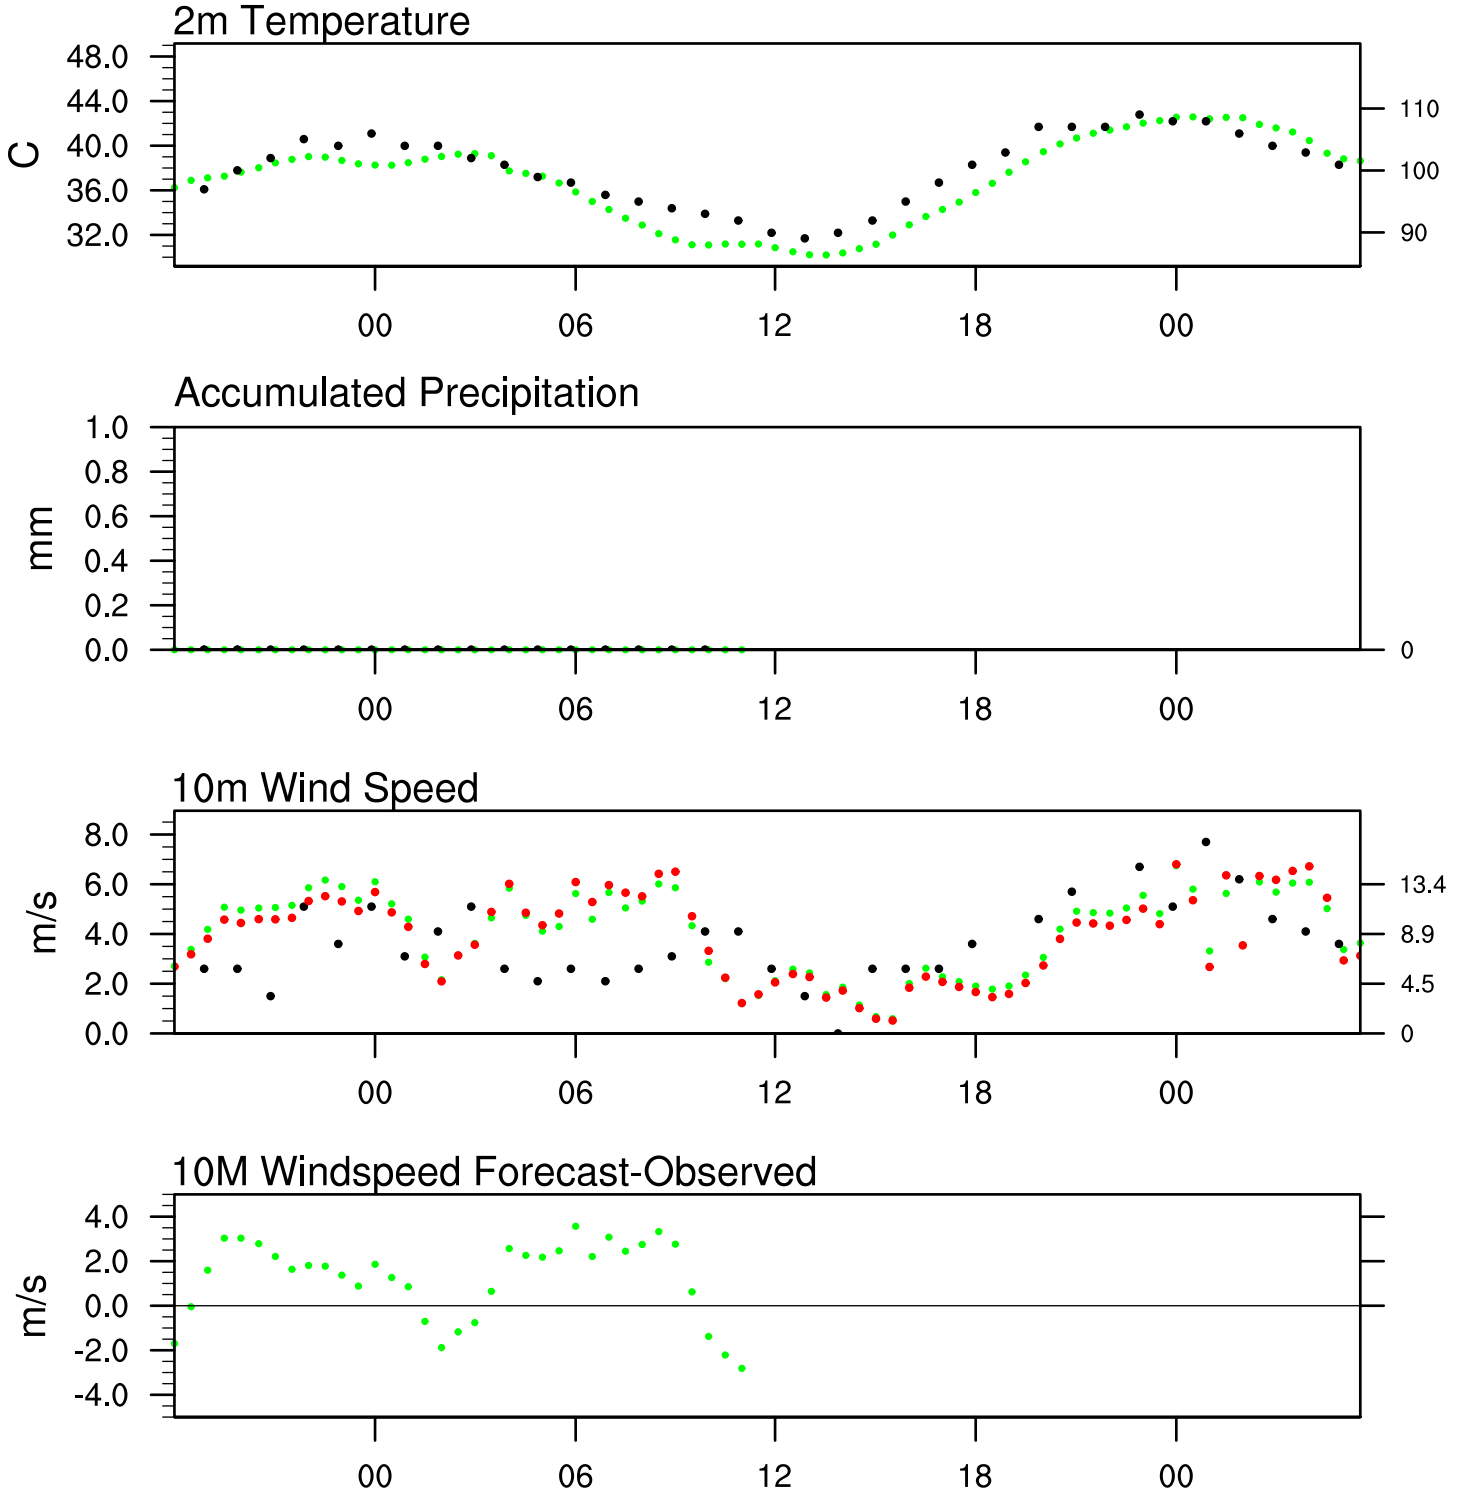 2m Temperature
48.0
44.0
40.0
36.0
32.0
C
110
100
90
00 06 12 18 00
Accumulated Precipitation
1.0
0.8
0.6
0.4
0.2
0.0
mm
0
00 06 12 18 00
10m Wind Speed
8.0
6.0
4.0
2.0
0.0
m/s
13.4
8.9
4.5
0
00 06 12 18 00
10M Windspeed Forecast-Observed
4.0
2.0
0.0
-2.0
-4.0
m/s
00 06 12 18 00